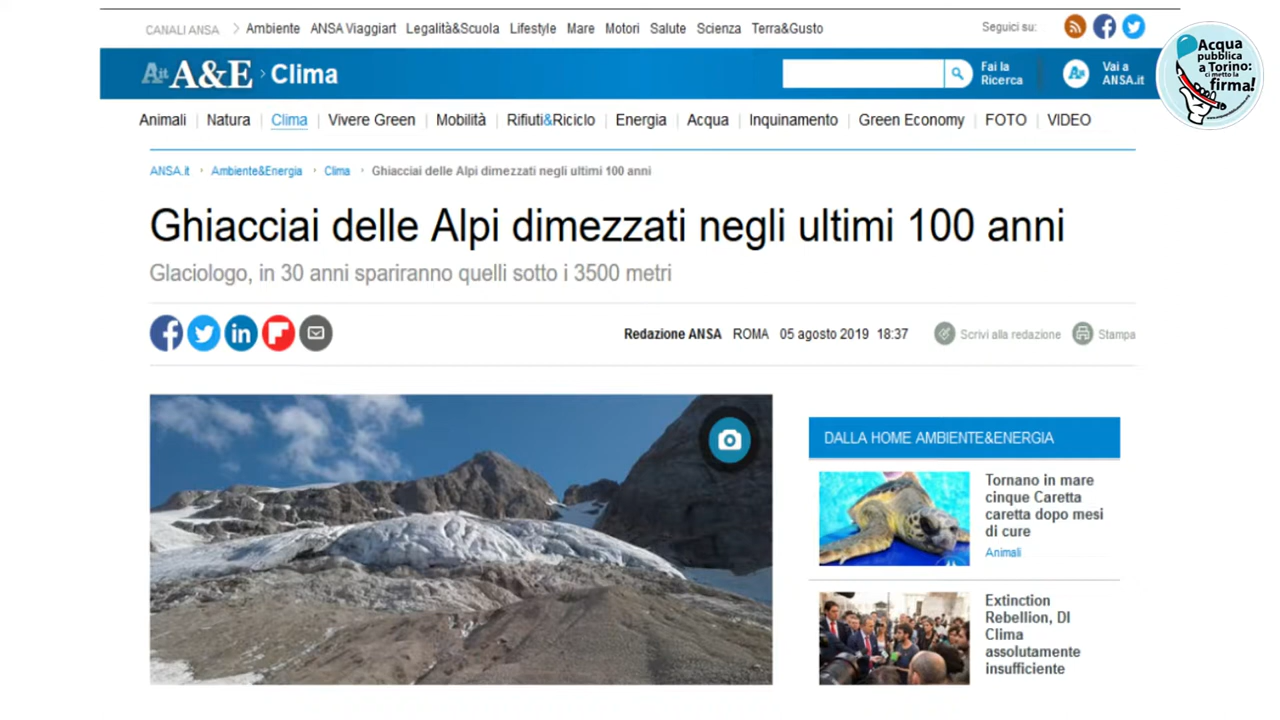 CANALI ANSA Ambiente ANSA Viaggiart Legalità&Scuola Lifestyle Mare Motori Salute Scienza Terra&Gusto Seguici su:
Acqua
pubblica
a Torino:
ci metto la
firma!
A&E Clima
Fai la
Ricerca
Vai a
ANSA.it
Animali Natura Clima Vivere Green Mobilità Rifiuti&Riciclo Energia Acqua Inquinamento Green Economy FOTO VIDEO
ANSA.it Ambiente&Energia Clima Ghiacciai delle Alpi dimezzati negli ultimi 100 anni
Ghiacciai delle Alpi dimezzati negli ultimi 100 anni
Glaciologo, in 30 anni spariranno quelli sotto i 3500 metri
Redazione ANSA ROMA 05 agosto 2019 18:37 Scrivi alla redazione Stampa
DALLA HOME AMBIENTE&ENERGIA
Tornano in mare
cinque Caretta
caretta dopo mesi
di cure
Animali
Extinction
Rebellion, Dl
Clima
assolutamente
insufficiente